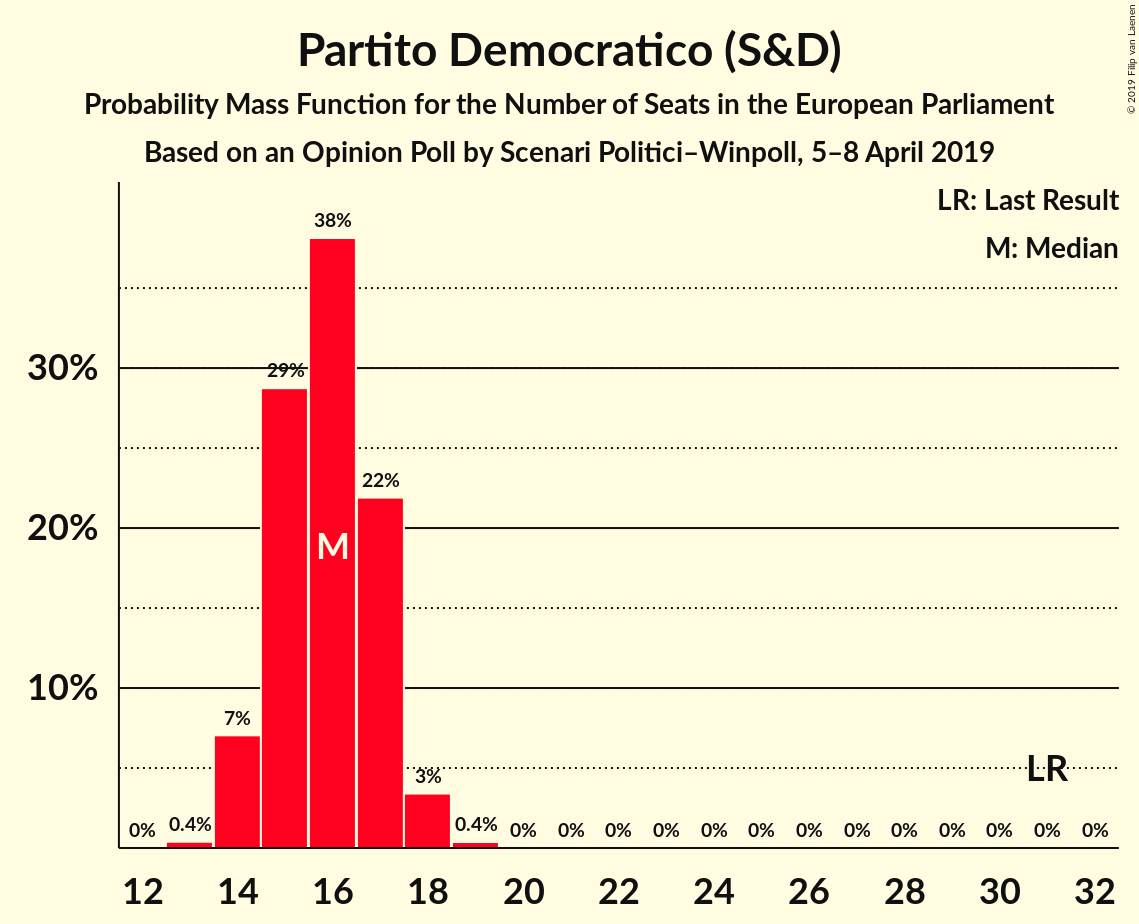 Partito Democratico (S&D)
Probability Mass Function for the Number of Seats in the European Parliament
Based on an Opinion Poll by Scenari Politici–Winpoll, 5–8 April 2019
© 2019 Filip van Laenen
LR: Last Result
M: Median
38%
30%
29%
22%
20%
M
10%
7%
LR
3%
0% 0.4% 0.4% 0% 0% 0% 0% 0% 0% 0% 0% 0% 0% 0% 0% 0%
12 14 16 18 20 22 24 26 28 30 32